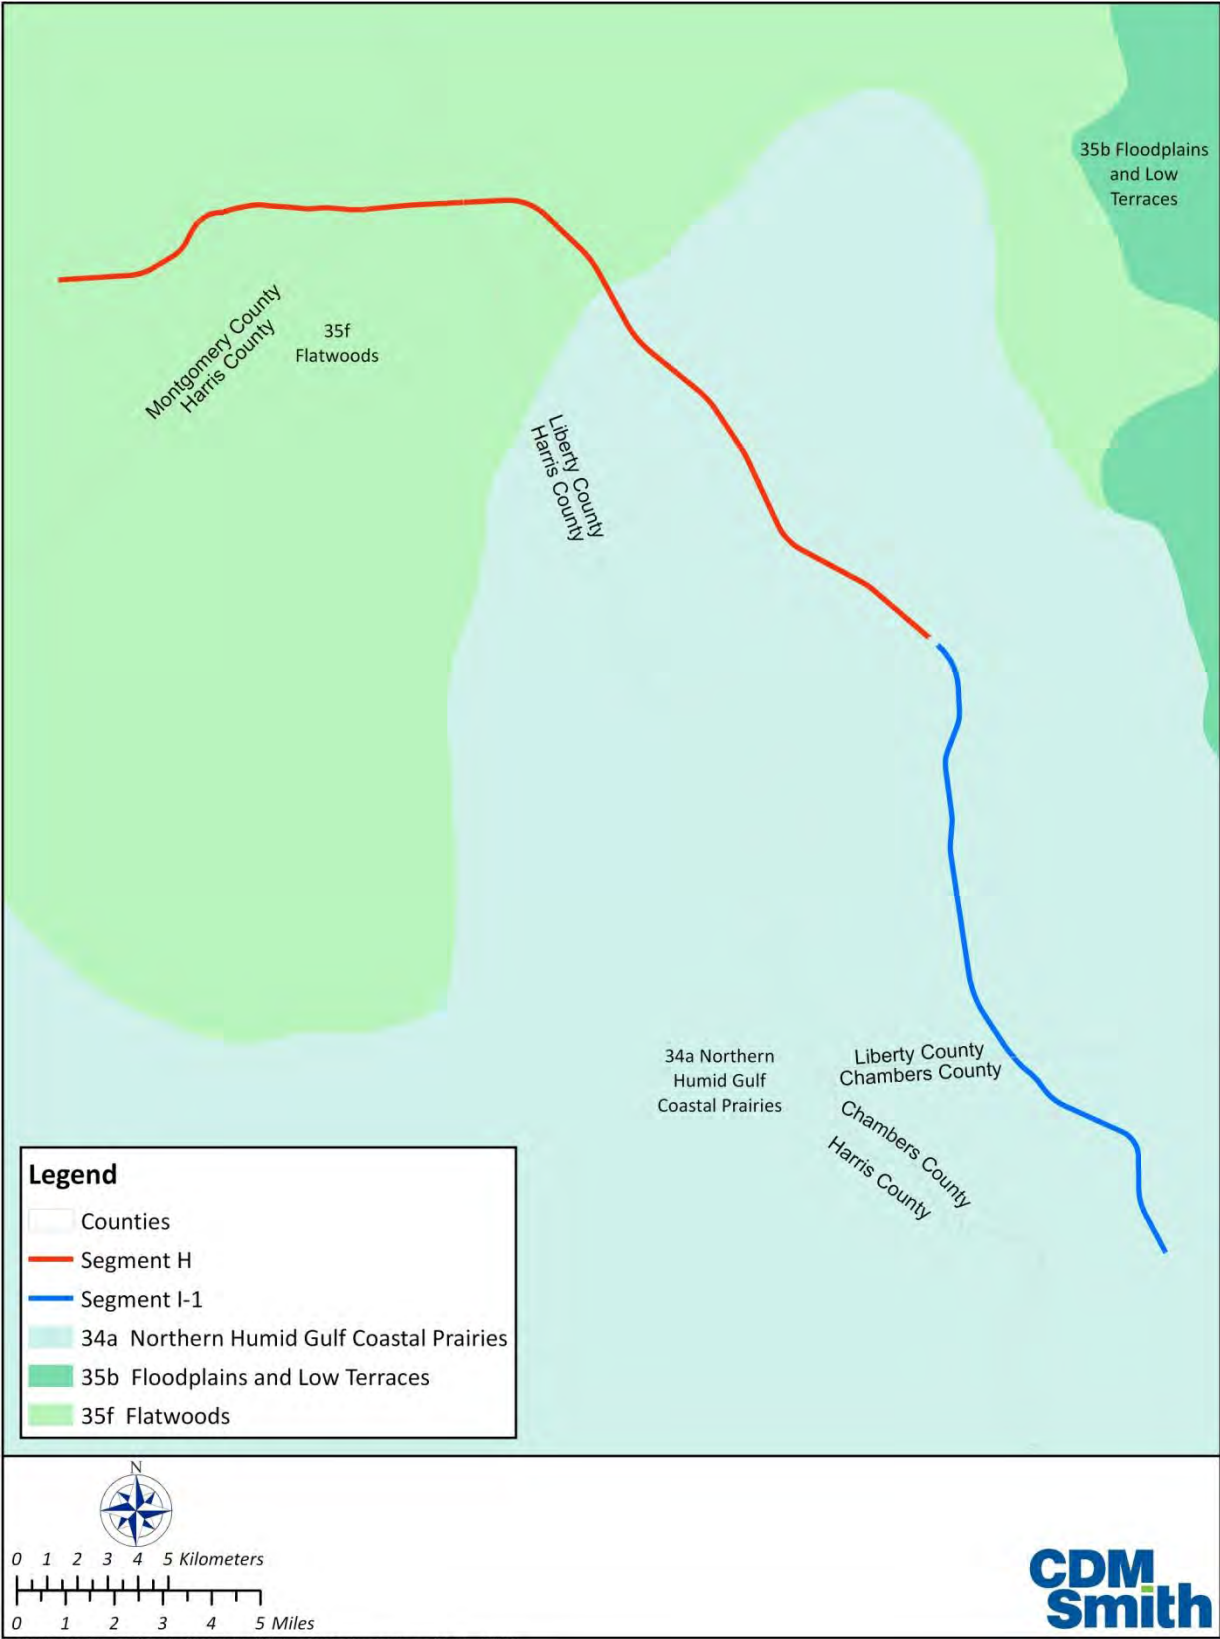 35b Floodplains
and Low
Terraces
Montgomery County
Harris County
35f
Flatwoods
Liberty County
Harris County
34a Northern
Humid Gulf
Coastal Prairies
Liberty County
Chambers County
Chambers County
Harris County
Legend
Counties
Segment H
Segment I-1
34a Northern Humid Gulf Coastal Prairies
35b Floodplains and Low Terraces
35f Flatwoods
N
0 1 2 3 4 5 Kilometers
0 1 2 3 4 5 Miles
CDM
Smith